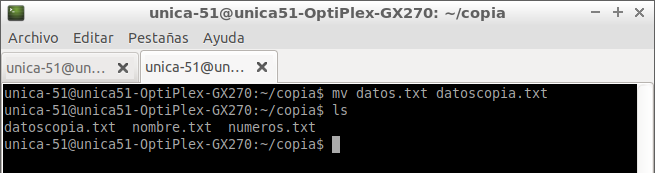 unica-51@unica51-OptiPlex-GX270: ~/copia
Archivo Editar Pestañas Ayuda
unica-51@un... unica-51@un...
unica-51@unica51-OptiPlex-GX270:~/copia$ mv datos.txt datoscopia.txt
unica-51@unica51-OptiPlex-GX270:~/copia$ ls
datoscopia.txt nombre.txt numeros.txt
unica-51@unica51-OptiPlex-GX270:~/copia$